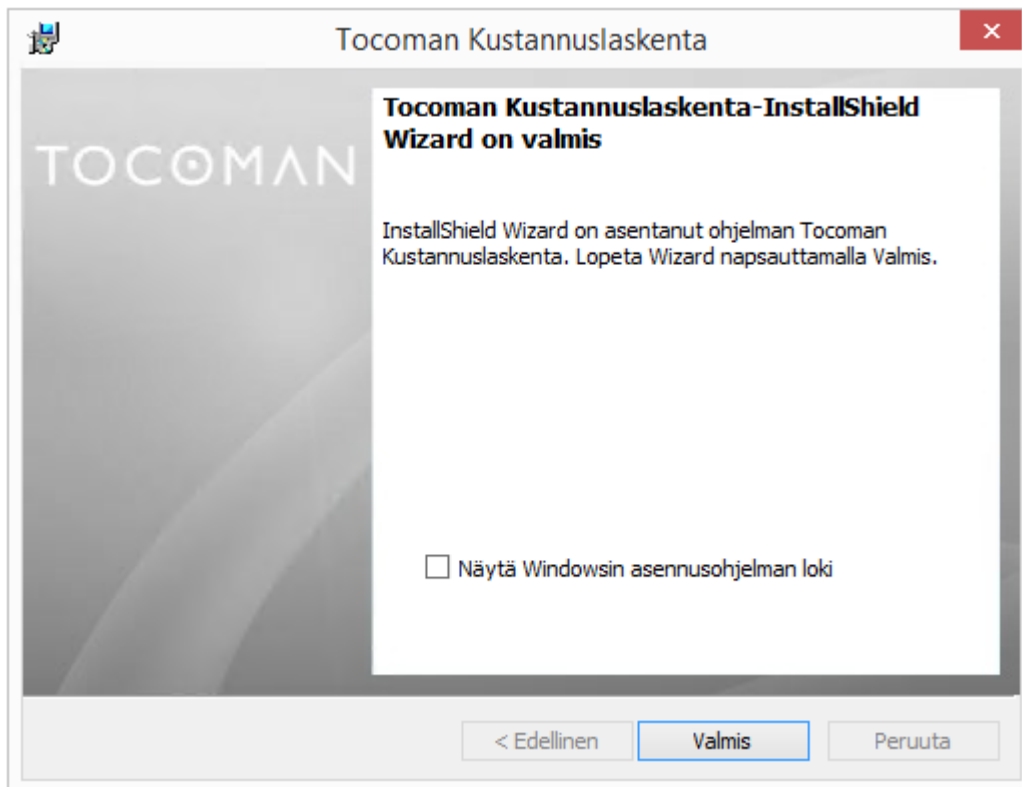 Tocoman Kustannuslaskenta
TOCOMAN
Tocoman Kustannuslaskenta-InstallShield
Wizard on valmis
InstallShield Wizard on asentanut ohjelman Tocoman
Kustannuslaskenta. Lopeta Wizard napsauttamalla Valmis.
Näytä Windowsin asennusohjelman loki
< Edellinen
Valmis
Peruuta